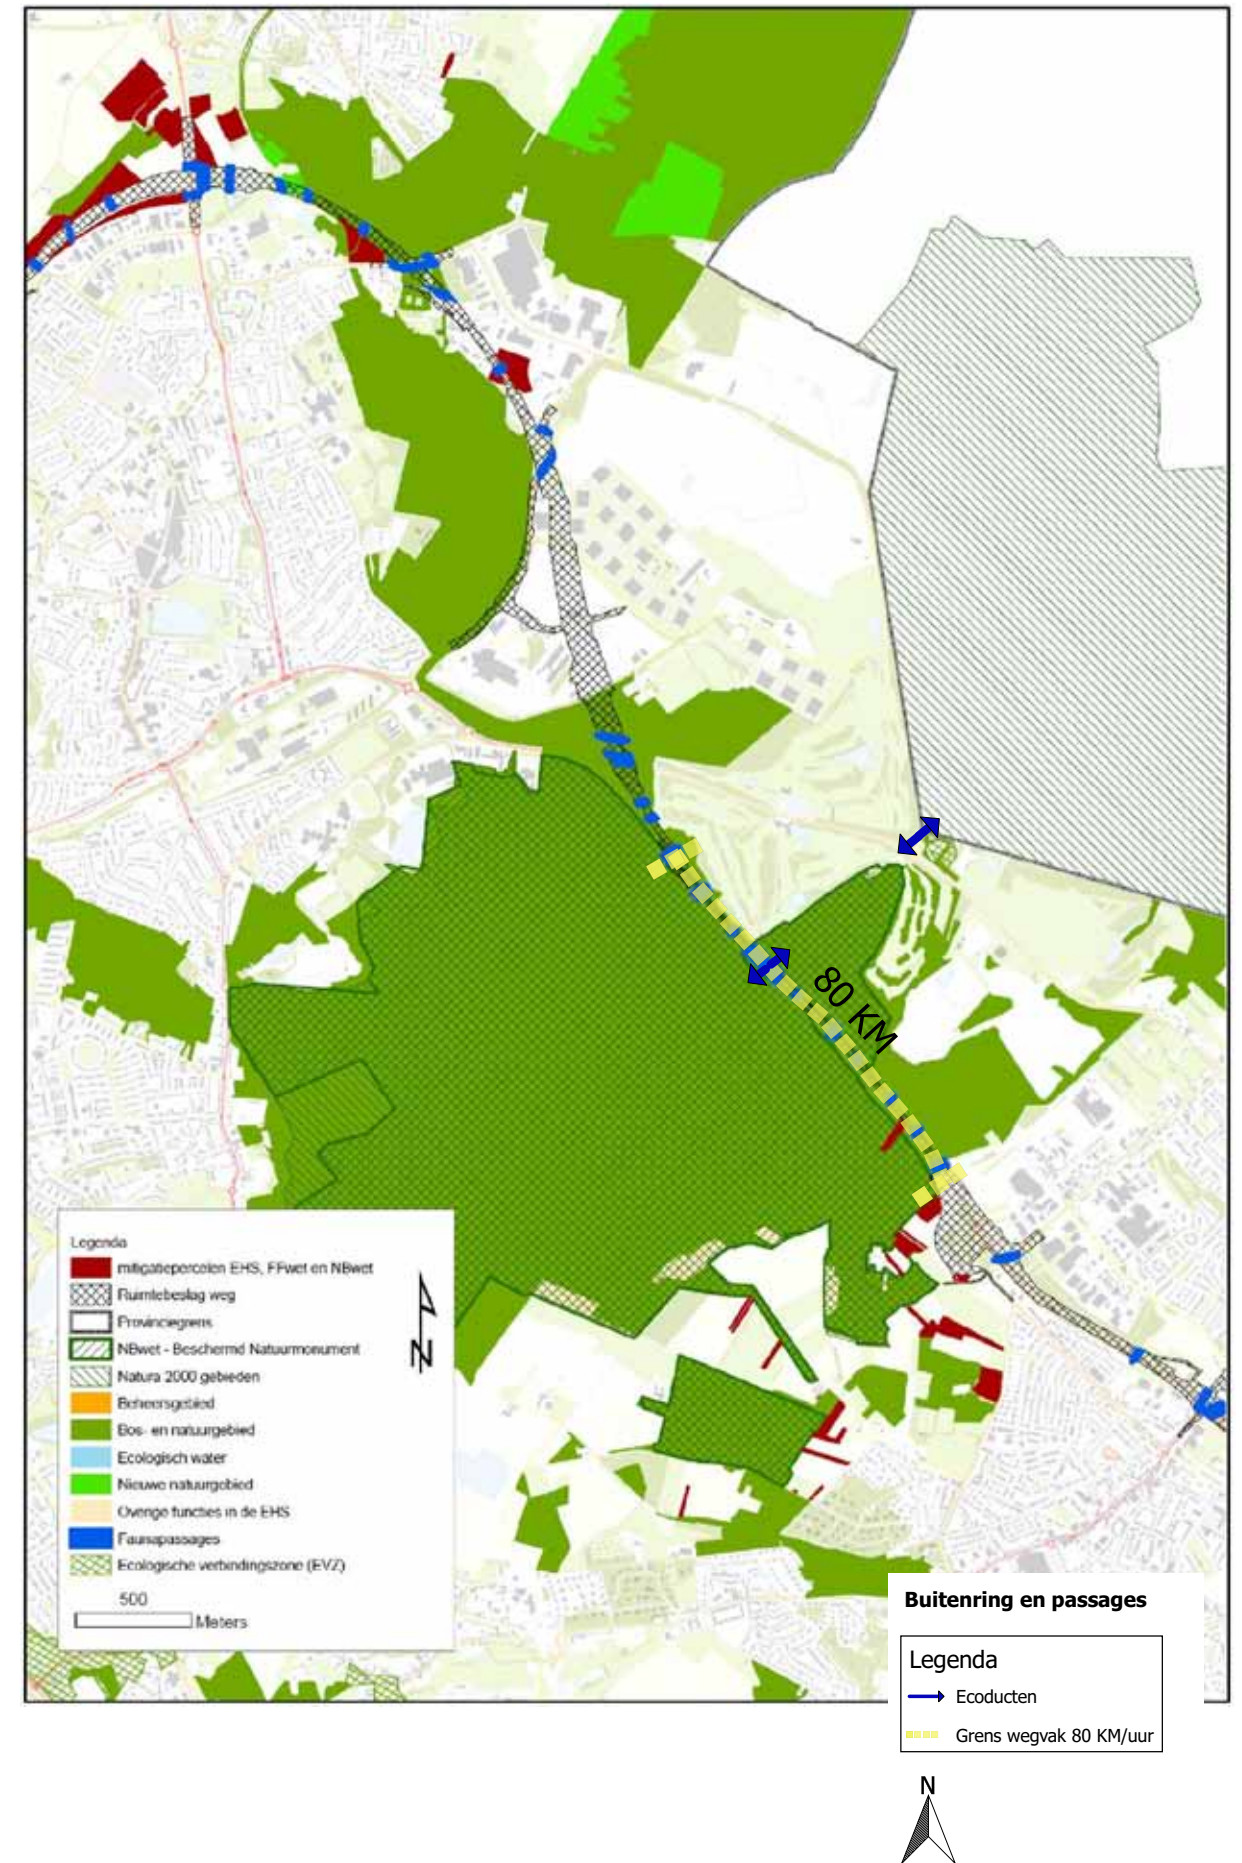 80 KM
Legenda
mitigatiepercelen EHS, FFwet en NBwet
Ruimtebeslag weg
Provinciegrens
NBwet - Beschermd Natuurmonument
Natura 2000 gebieden
Beheersgebied
Bos- en natuurgebied
Ecologisch water
Nieuwe natuurgebied
Overige functies in de EHS
Faunapassages
Ecologische verbindingszone (EVZ)
500
Meters
N
Buitenring en passages
Legenda
Ecoducten
Grens wegvak 80 KM/uur
N